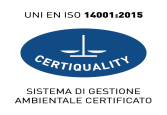 UNI EN ISO 14001:2015
CERTIQUALITY
SISTEMA DI GESTIONE
AMBIENTALE CERTIFICATO